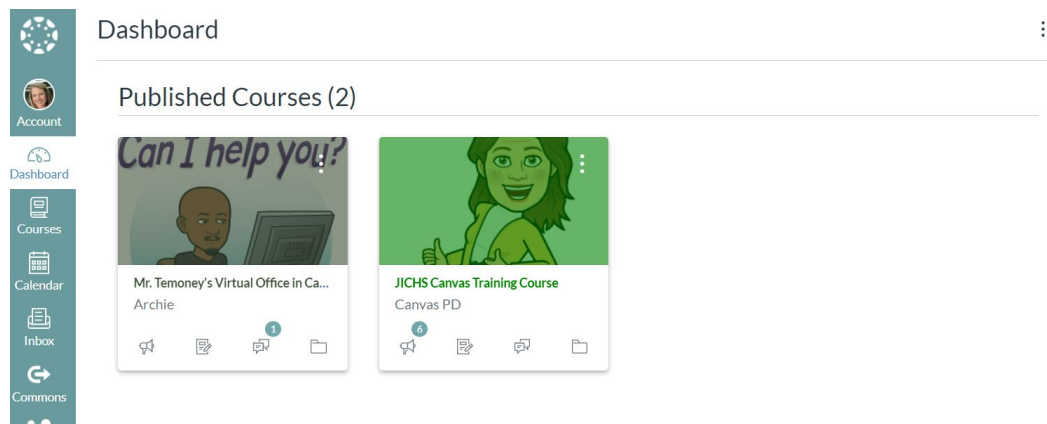 Dashboard
Published Courses (2)
Account
Dashboard
Courses
Calendar
Inbox
Commons
Can I help you?
Mr. Temoney's Virtual Office in Ca...
Archie
1
JICHS Canvas Training Course
Canvas PD
6